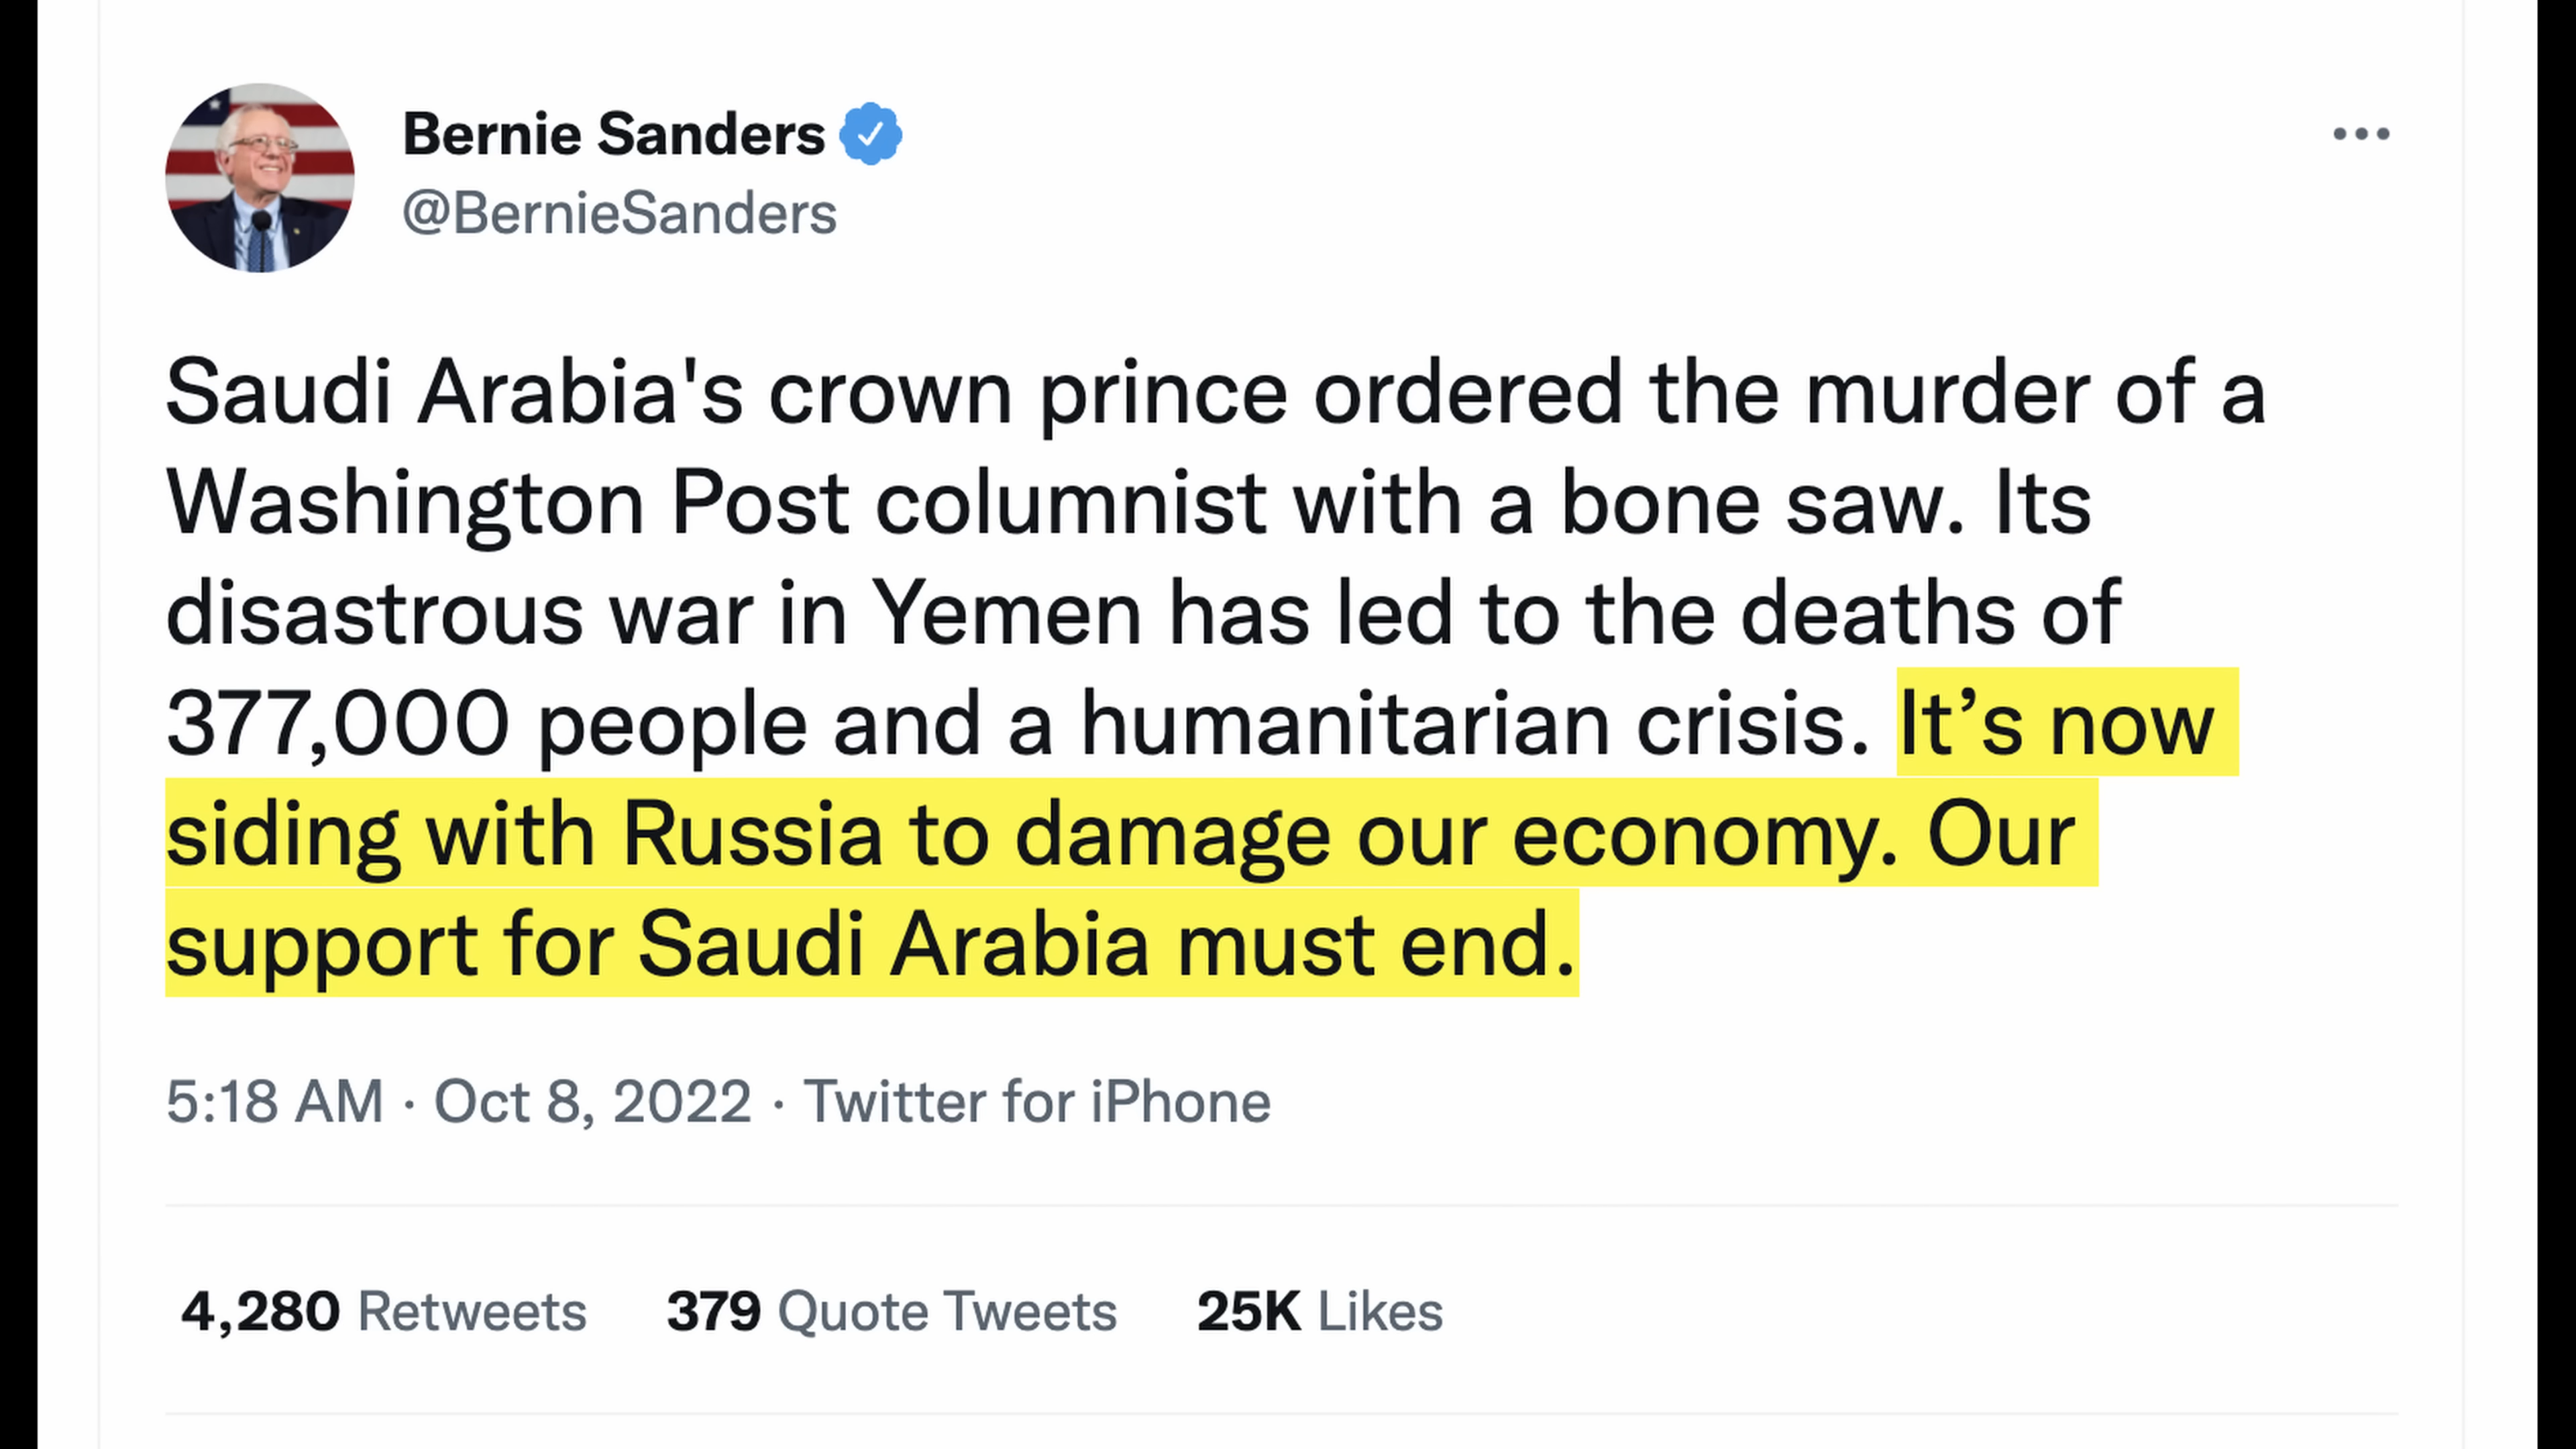 Bernie Sanders
@BernieSanders
Saudi Arabia's crown prince ordered the murder of a
Washington Post columnist with a bone saw. Its
disastrous war in Yemen has led to the deaths of
377,000 people and a humanitarian crisis. It’s now
siding with Russia to damage our economy. Our
support for Saudi Arabia must end.
5:18 AM · Oct 8, 2022 · Twitter for iPhone
4,280 Retweets 379 Quote Tweets 25K Likes